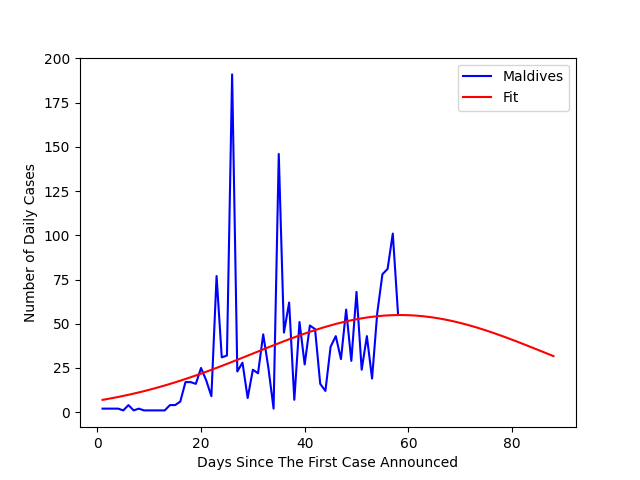 Maldives
Fit
200
175
150
125
100
75
50
25
0
Number of Daily Cases
0 20 40 60 80
Days Since The First Case Announced